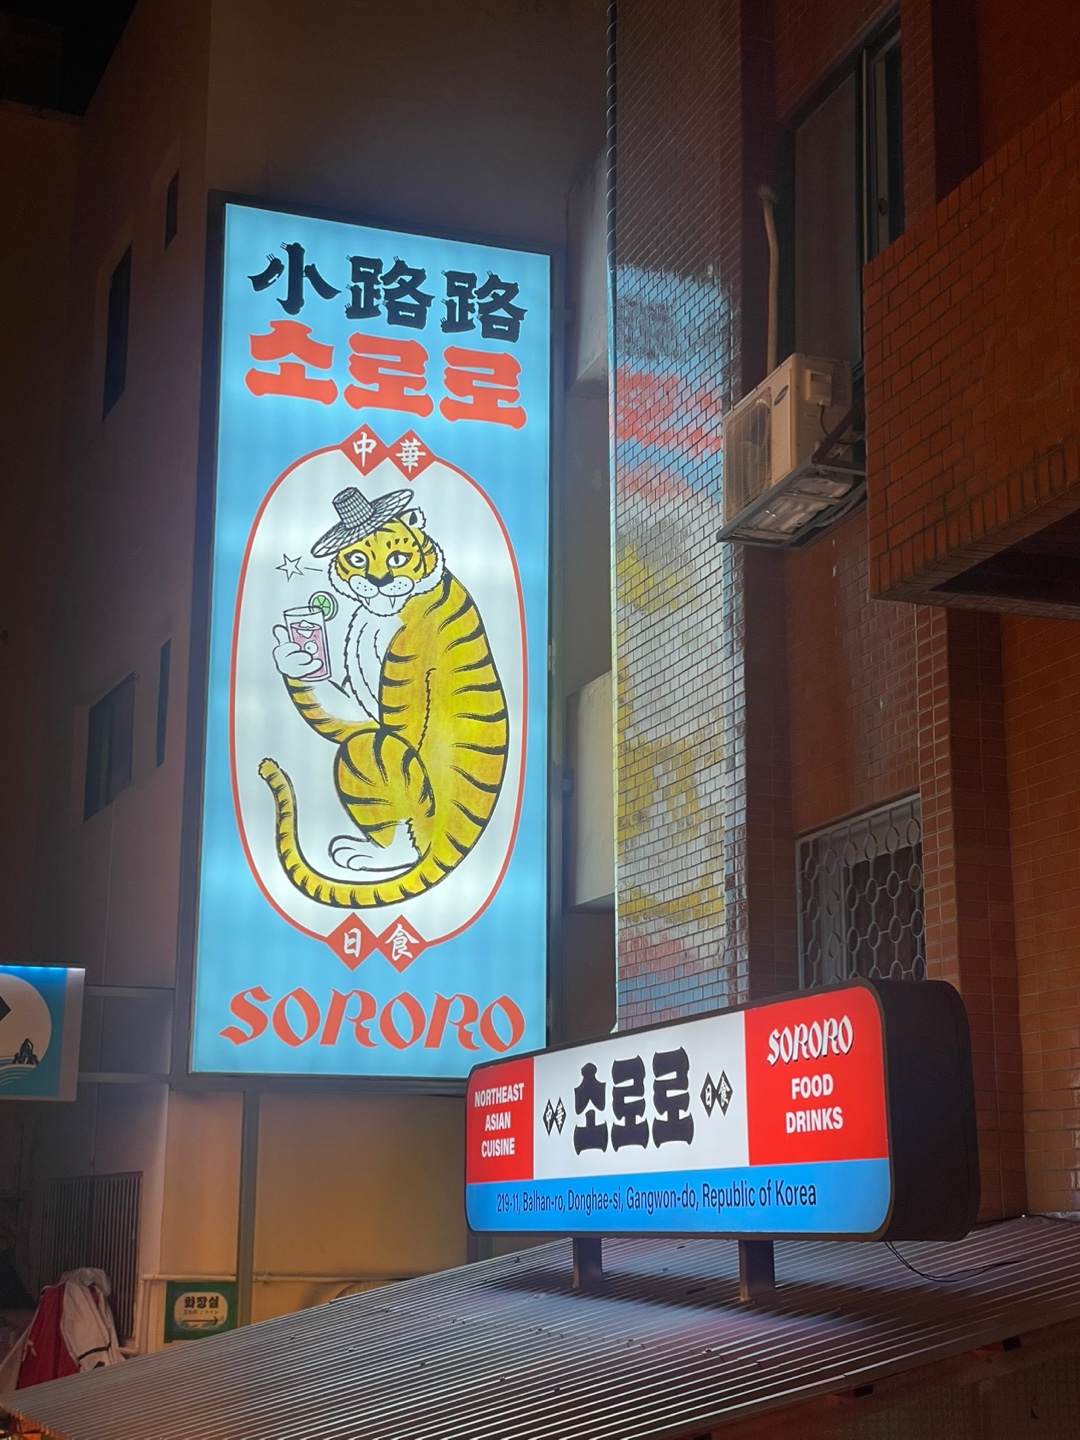 小路路
소로로
中華
日食
SORORO
NORTHEAST
ASIAN
CUISINE
中華
소로로
日食
SORORO
FOOD
DRINKS
219-11, Balhan-ro, Donghae-si, Gangwon-do, Republic of Korea
화장실